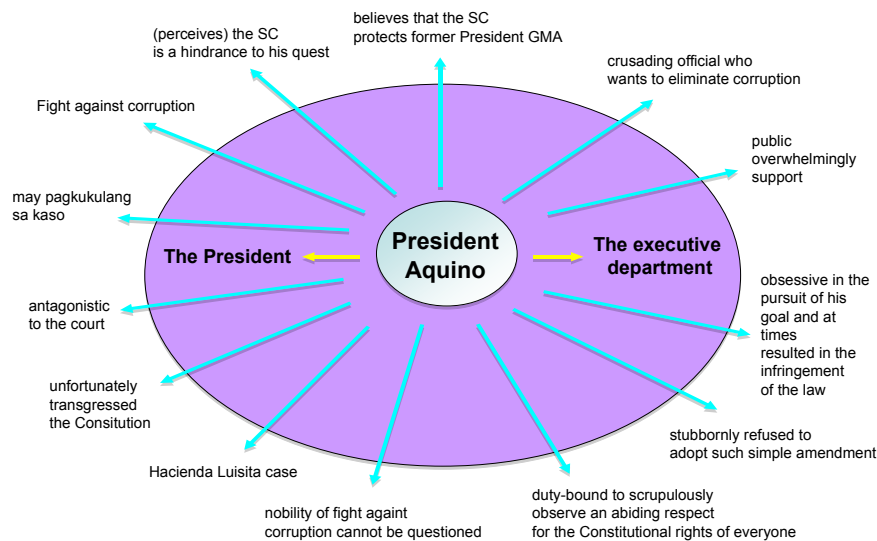 believes that the SC
protects former President GMA
(perceives) the SC
is a hindrance to his quest
crusading official who
wants to eliminate corruption
Fight against corruption
public
overwhelmingly
support
may pagkukulang
sa kaso
The President
President
Aquino
The executive
department
antagonistic
to the court
obsessive in the
pursuit of his
goal and at
times
resulted in the
infringement
of the law
unfortunately
transgressed
the Consitution
stubbornly refused to
adopt such simple amendment
Hacienda Luisita case
nobility of fight againt
corruption cannot be questioned
duty-bound to scrupulously
observe an abiding respect
for the Constitutional rights of everyone